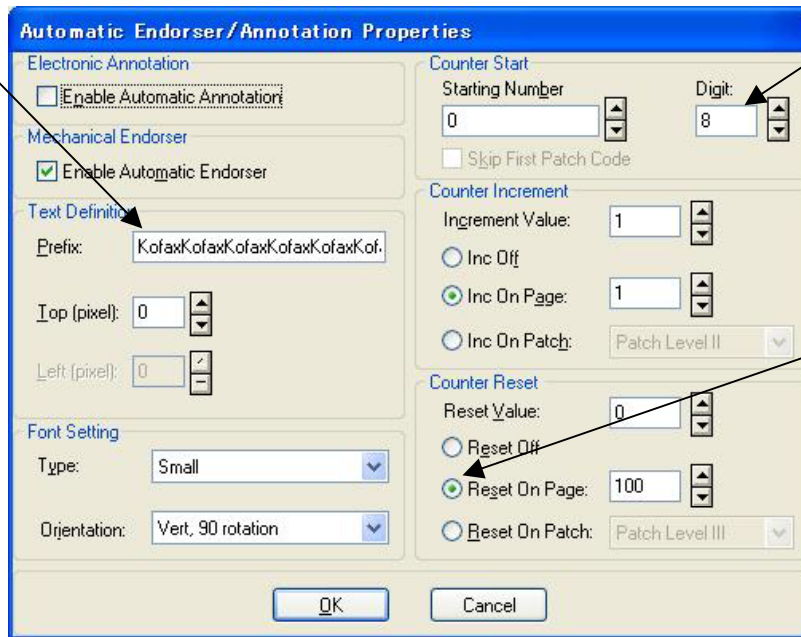 Automatic Endorser/Annotation Properties
Electronic Annotation
Enable Automatic Annotation
Mechanical Endorser
Enable Automatic Endorser
Text Definition
Prefix: KofaxKofaxKofaxKofaxKofaxKof
Top (pixel): 0
Left (pixel): 0
Font Setting
Type: Small
Orientation: Vert, 90 rotation
Counter Start
Starting Number Digit:
0 8
Skip First Patch Code
Counter Increment
Increment Value: 1
Inc Off
Inc On Page: 1
Inc On Patch: Patch Level II
Counter Reset
Reset Value: 0
Reset Off
Reset On Page: 100
Reset On Patch: Patch Level III
OK Cancel